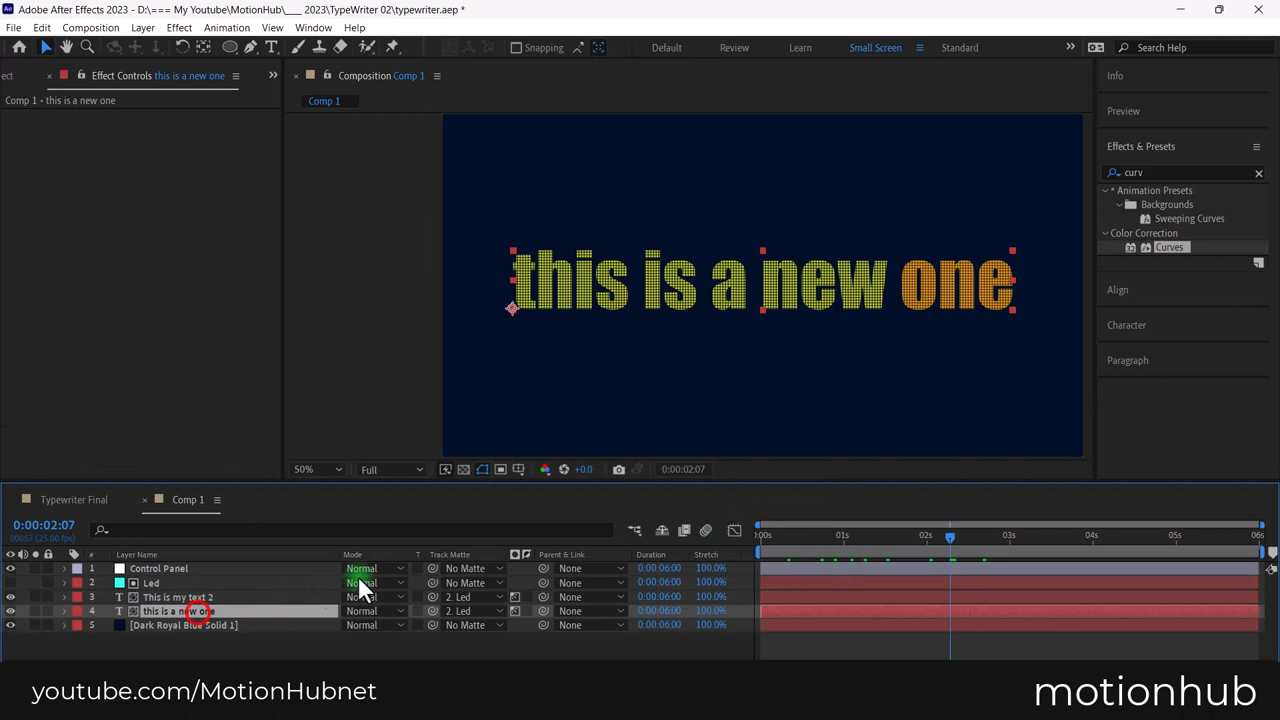 Adobe After Effects 2023 - D:\=== My Youtube\MotionHub\___ 2023\TypeWriter 02\typewriter.aep *
File Edit Composition Layer Effect Animation View Window Help
Snapping Default Review Learn Small Screen Standard Search Help
ect Effect Controls this is a new one
Comp 1 • this is a new one
Composition Comp 1
Comp 1
this is a new one
50% Full +0.0 0:00:02:07
Info
Preview
Effects & Presets
curv
* Animation Presets
Backgrounds
Sweeping Curves
Color Correction
32 Curves
Align
Character
Paragraph
Typewriter Final Comp 1
0:00:02:07
00057 (25.00 fps)
:00s 01s 02s 03s 04s 05s 06s
# Layer Name Mode T Track Matte Parent & Link Duration Stretch
1 Control Panel Normal No Matte None 0:00:06:00 100.0%
2 Led Normal No Matte None 0:00:06:00 100.0%
3 T This is my text 2 Normal 2. Led None 0:00:06:00 100.0%
4 T this is a new one Normal 2. Led None 0:00:06:00 100.0%
5 [Dark Royal Blue Solid 1] Normal No Matte None 0:00:06:00 100.0%
youtube.com/MotionHubnet
motionhub